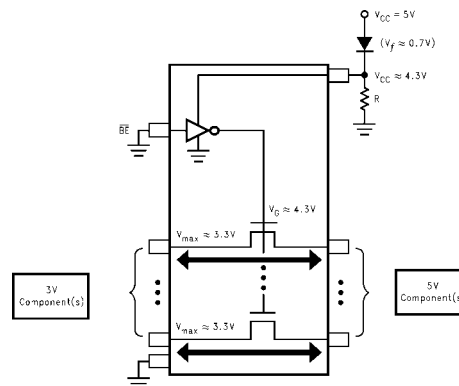 V_CC = 5V
(V_f ≈ 0.7V)
V_CC ≈ 4.3V
R
B̅E̅
V_G ≈ 4.3V
V_max ≈ 3.3V
3V
Component(s)
5V
Component(s
V_max ≈ 3.3V